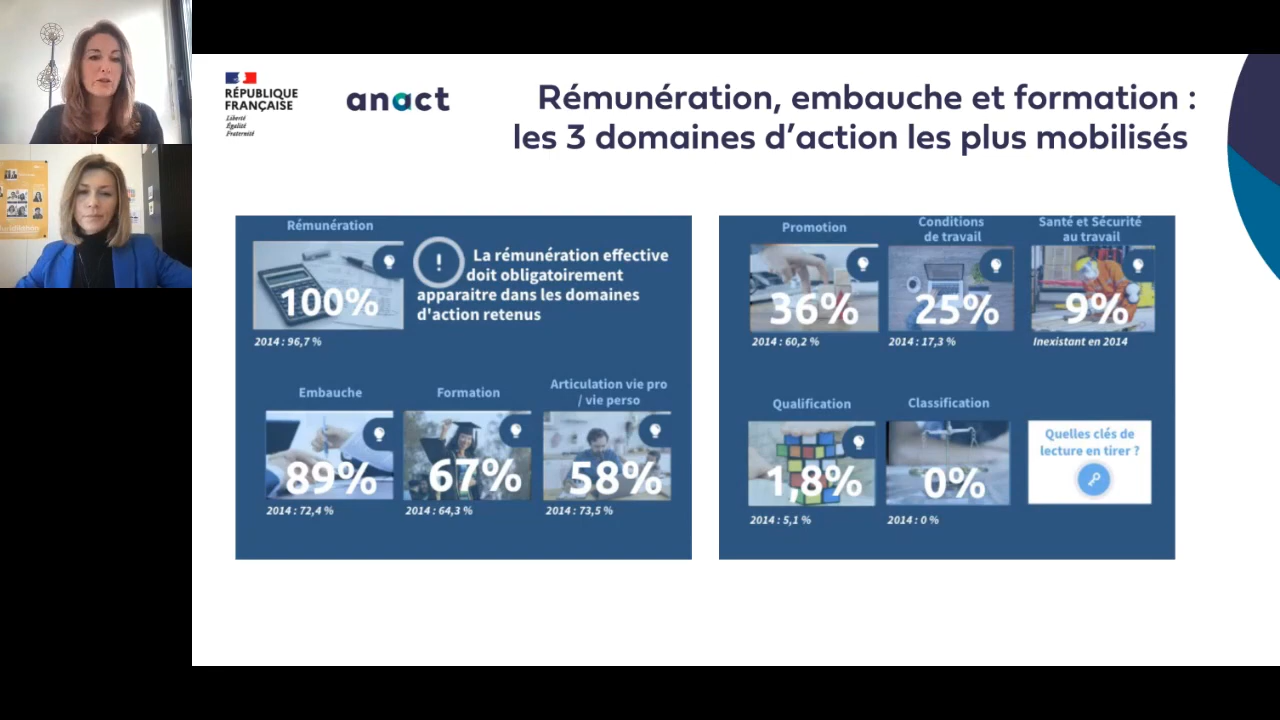 RÉPUBLIQUE
FRANÇAISE
Liberté
Égalité
Fraternité
anact
Rémunération, embauche et formation :
les 3 domaines d’action les plus mobilisés
Rémunération
100%
2014 : 96,7 %
!
La rémunération effective
doit obligatoirement
apparaitre dans les domaines
d'action retenus
Embauche
89%
2014 : 72,4 %
Formation
67%
2014 : 64,3 %
Articulation vie pro
/ vie perso
58%
2014 : 73,5 %
Promotion
36%
2014 : 60,2 %
Conditions
de travail
25%
2014 : 17,3 %
Santé et Sécurité
au travail
9%
Inexistant en 2014
Qualification
1,8%
2014 : 5,1 %
Classification
0%
2014 : 0 %
Quelles clés de
lecture en tirer ?